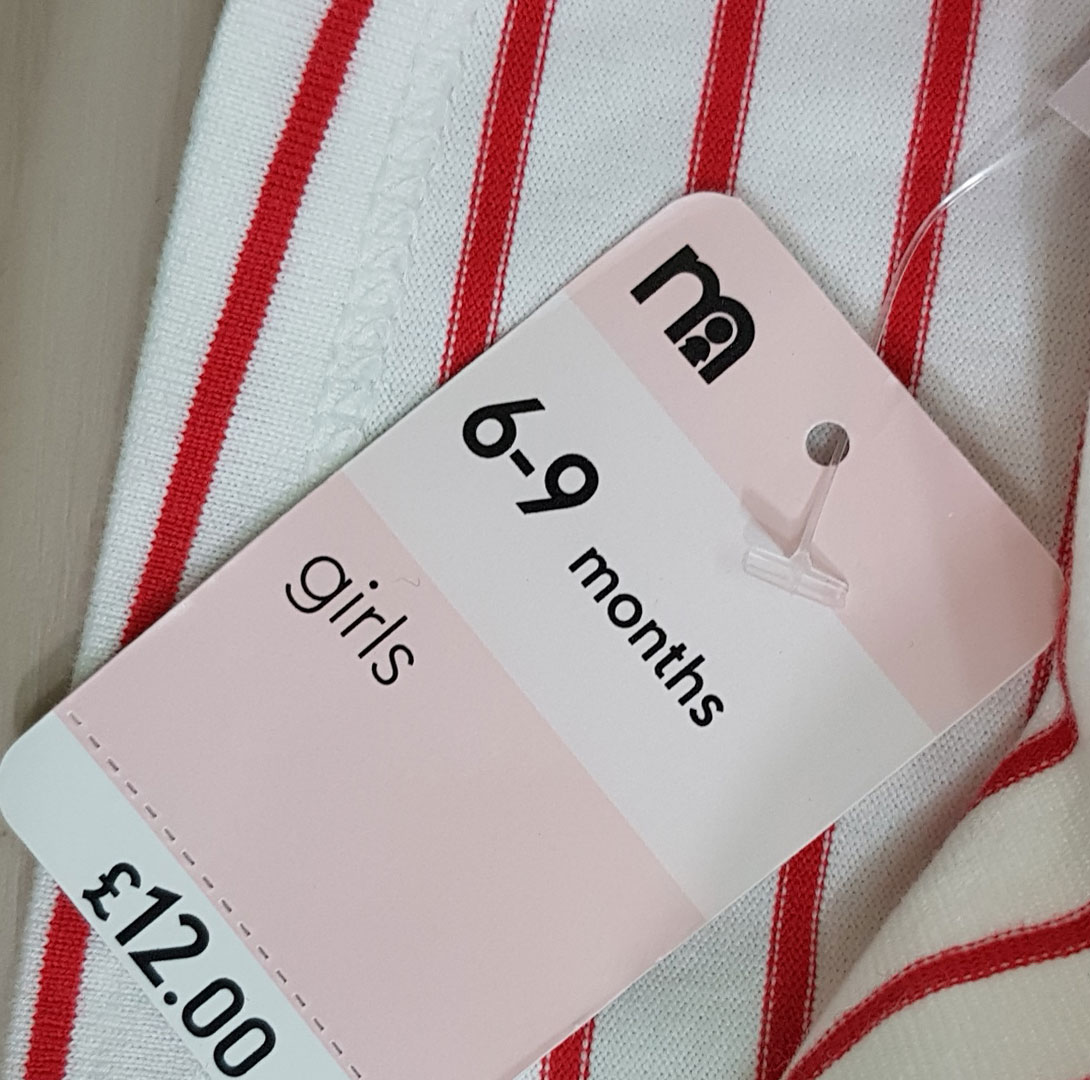 m
6-9 months
girls
£12.00